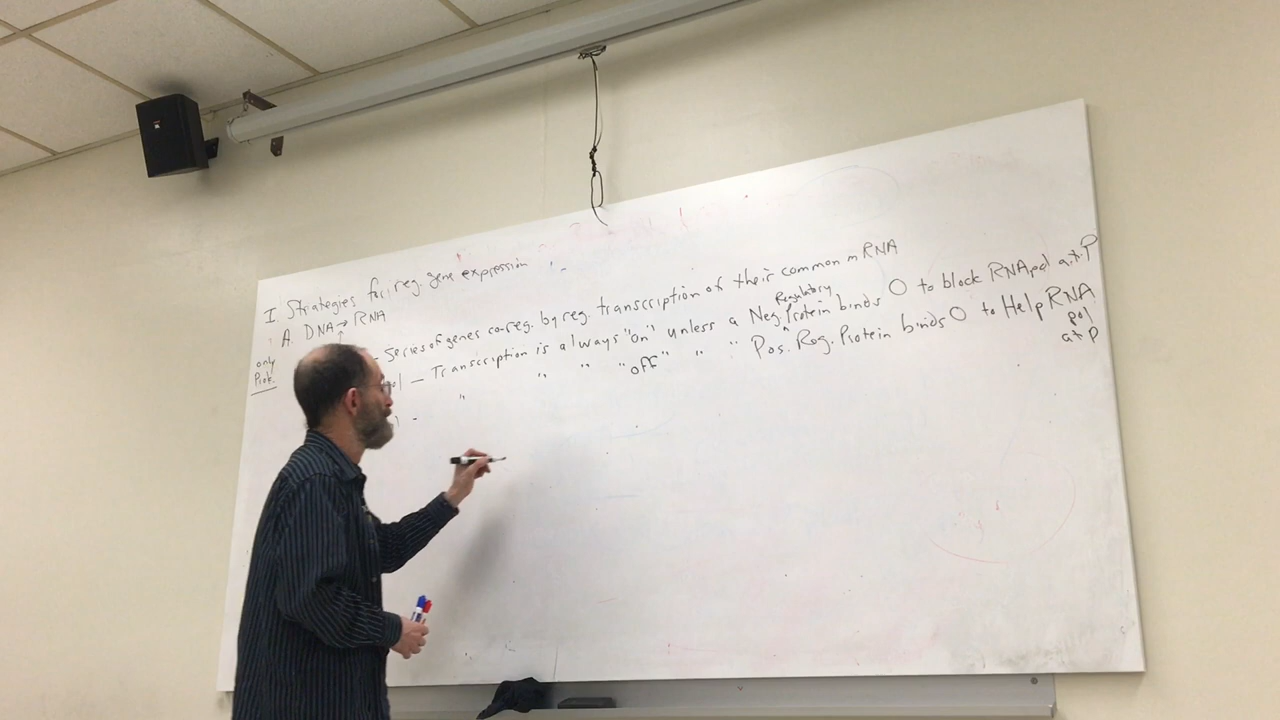 I Strategies for reg. gene expression
A. DNA → RNA
only
Prok.
- Series of genes co-reg. by reg. transcription of their common mRNA
ol - Transcription is always "on" unless a Neg. Regulatory Protein binds O to block RNA pol at P
" - " " " "off" " " Pos. Reg. Protein binds O to Help RNA
pol
at P